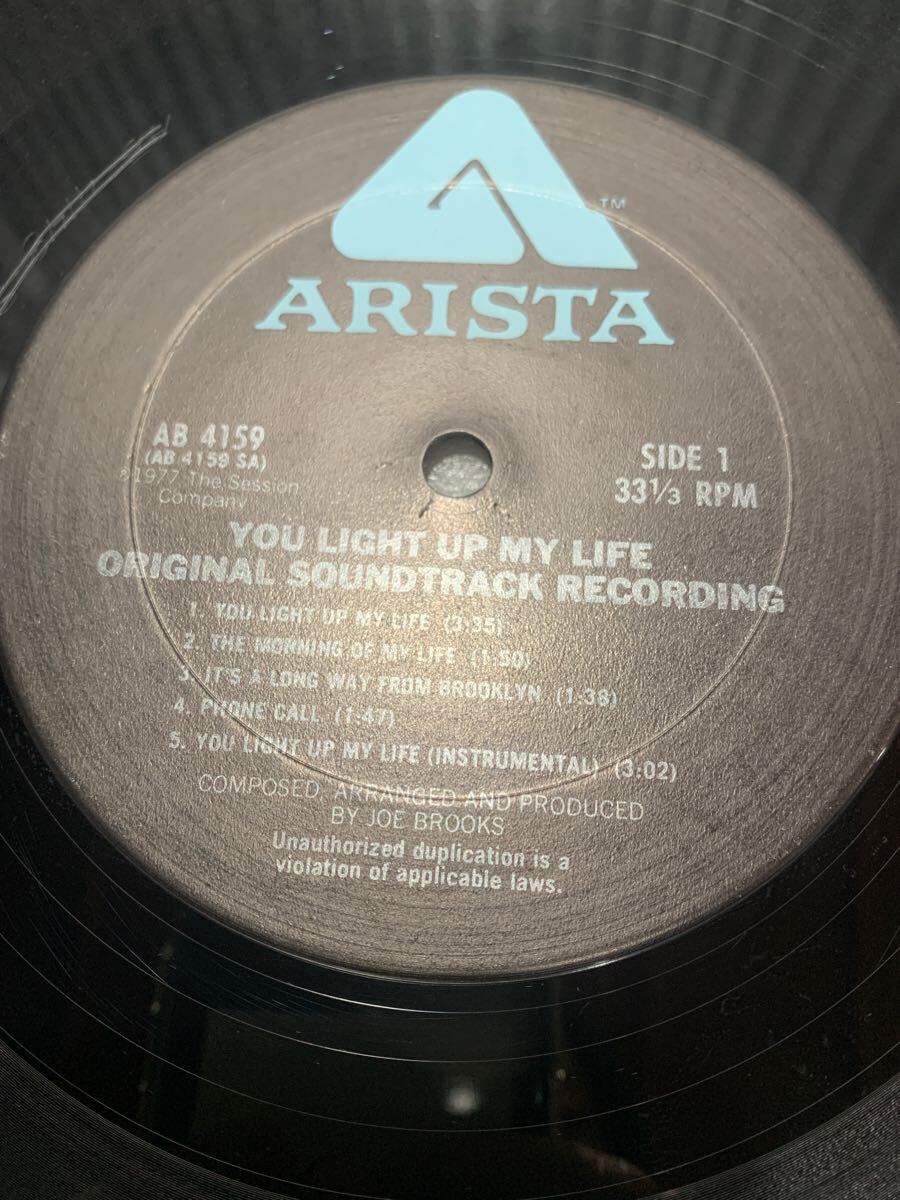 ™
ARISTA
AB 4159
(AB 4159 SA)
℗1977 The Session
Company
SIDE 1
33 1/3 RPM
YOU LIGHT UP MY LIFE
ORIGINAL SOUNDTRACK RECORDING
1. YOU LIGHT UP MY LIFE (3:35)
2. THE MORNING OF MY LIFE (1:50)
3. IT'S A LONG WAY FROM BROOKLYN (1:38)
4. PHONE CALL (1:47)
5. YOU LIGHT UP MY LIFE (INSTRUMENTAL) (3:02)
COMPOSED, ARRANGED AND PRODUCED
BY JOE BROOKS
Unauthorized duplication is a
violation of applicable laws.